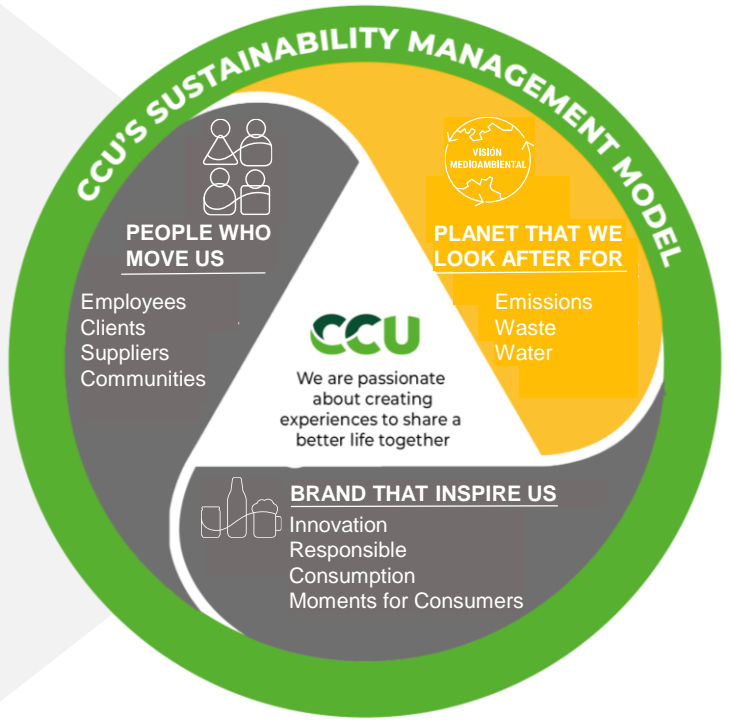 CCU'S SUSTAINABILITY MANAGEMENT MODEL
PEOPLE WHO
MOVE US
Employees
Clients
Suppliers
Communities
VISIÓN
MEDIOAMBIENTAL
PLANET THAT WE
LOOK AFTER FOR
Emissions
Waste
Water
CCU
We are passionate
about creating
experiences to share a
better life together
BRAND THAT INSPIRE US
Innovation
Responsible
Consumption
Moments for Consumers